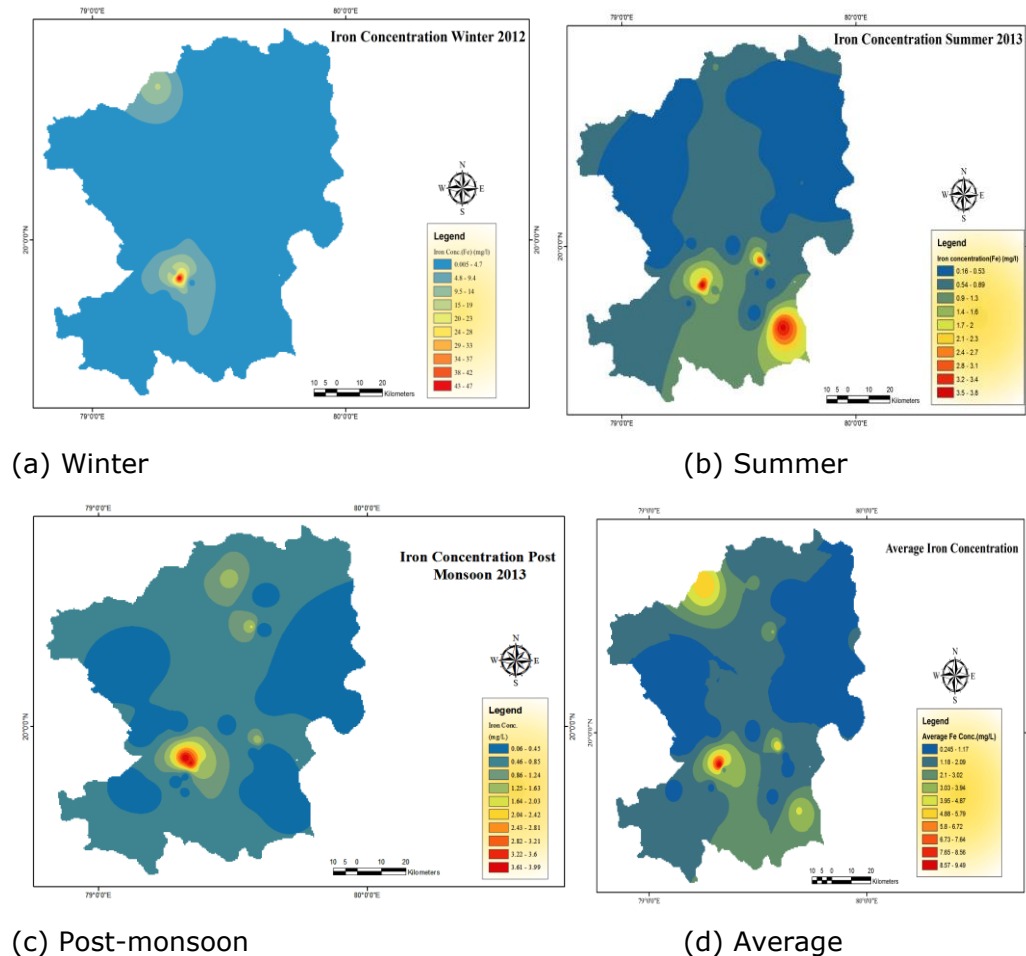 79°0'0"E 80°0'0"E
Iron Concentration Winter 2012
N
W E
S
20°0'0"N
Legend
Iron Conc.(Fe) (mg/l)
0.005 - 4.7
4.8 - 9.4
9.5 - 14
15 - 19
20 - 23
24 - 28
29 - 33
34 - 37
38 - 42
43 - 47
10 5 0 10 20
Kilometers
79°0'0"E 80°0'0"E
(a) Winter
79°0'0"E 80°0'0"E
Iron Concentration Summer 2013
N
W E
S
20°0'0"N
Legend
Iron concentration(Fe) (mg/l)
0.16 - 0.53
0.54 - 0.89
0.9 - 1.3
1.4 - 1.6
1.7 - 2
2.1 - 2.3
2.4 - 2.7
2.8 - 3.1
3.2 - 3.4
3.5 - 3.8
10 5 0 10 20
Kilometers
79°0'0"E 80°0'0"E
(b) Summer
79°0'0"E 80°0'0"E
Iron Concentration Post
Monsoon 2013
N
W E
S
20°0'0"N
Legend
Iron Conc.
(mg/L)
0.06 - 0.45
0.46 - 0.85
0.86 - 1.24
1.25 - 1.63
1.64 - 2.03
2.04 - 2.42
2.43 - 2.81
2.82 - 3.21
3.22 - 3.6
3.61 - 3.99
10 5 0 10 20
Kilometers
79°0'0"E 80°0'0"E
(c) Post-monsoon
79°0'0"E 80°0'0"E
Average Iron Concentration
N
W E
S
20°0'0"N
Legend
Average Fe Conc.(mg/L)
0.245 - 1.17
1.18 - 2.09
2.1 - 3.02
3.03 - 3.94
3.95 - 4.87
4.88 - 5.79
5.8 - 6.72
6.73 - 7.64
7.65 - 8.56
8.57 - 9.49
10 5 0 10 20
Kilometers
79°0'0"E 80°0'0"E
(d) Average